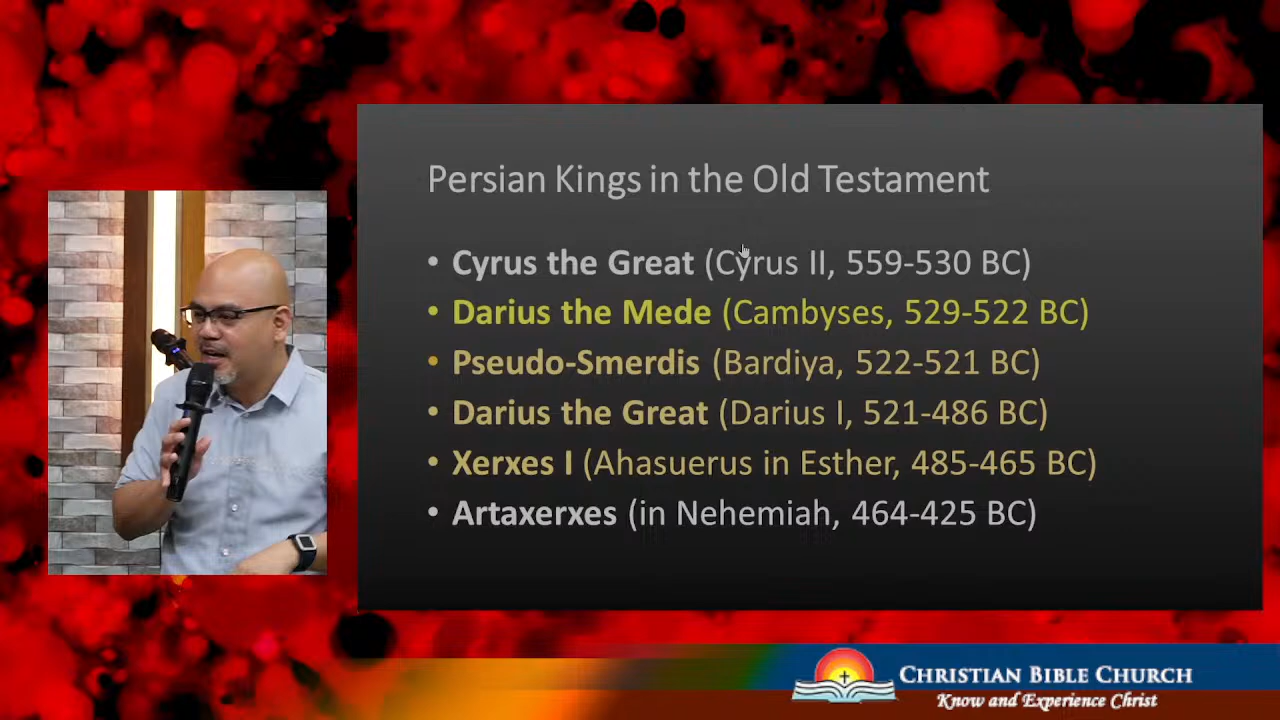 Persian Kings in the Old Testament
• Cyrus the Great (Cyrus II, 559-530 BC)
• Darius the Mede (Cambyses, 529-522 BC)
• Pseudo-Smerdis (Bardiya, 522-521 BC)
• Darius the Great (Darius I, 521-486 BC)
• Xerxes I (Ahasuerus in Esther, 485-465 BC)
• Artaxerxes (in Nehemiah, 464-425 BC)
CHRISTIAN BIBLE CHURCH
Know and Experience Christ